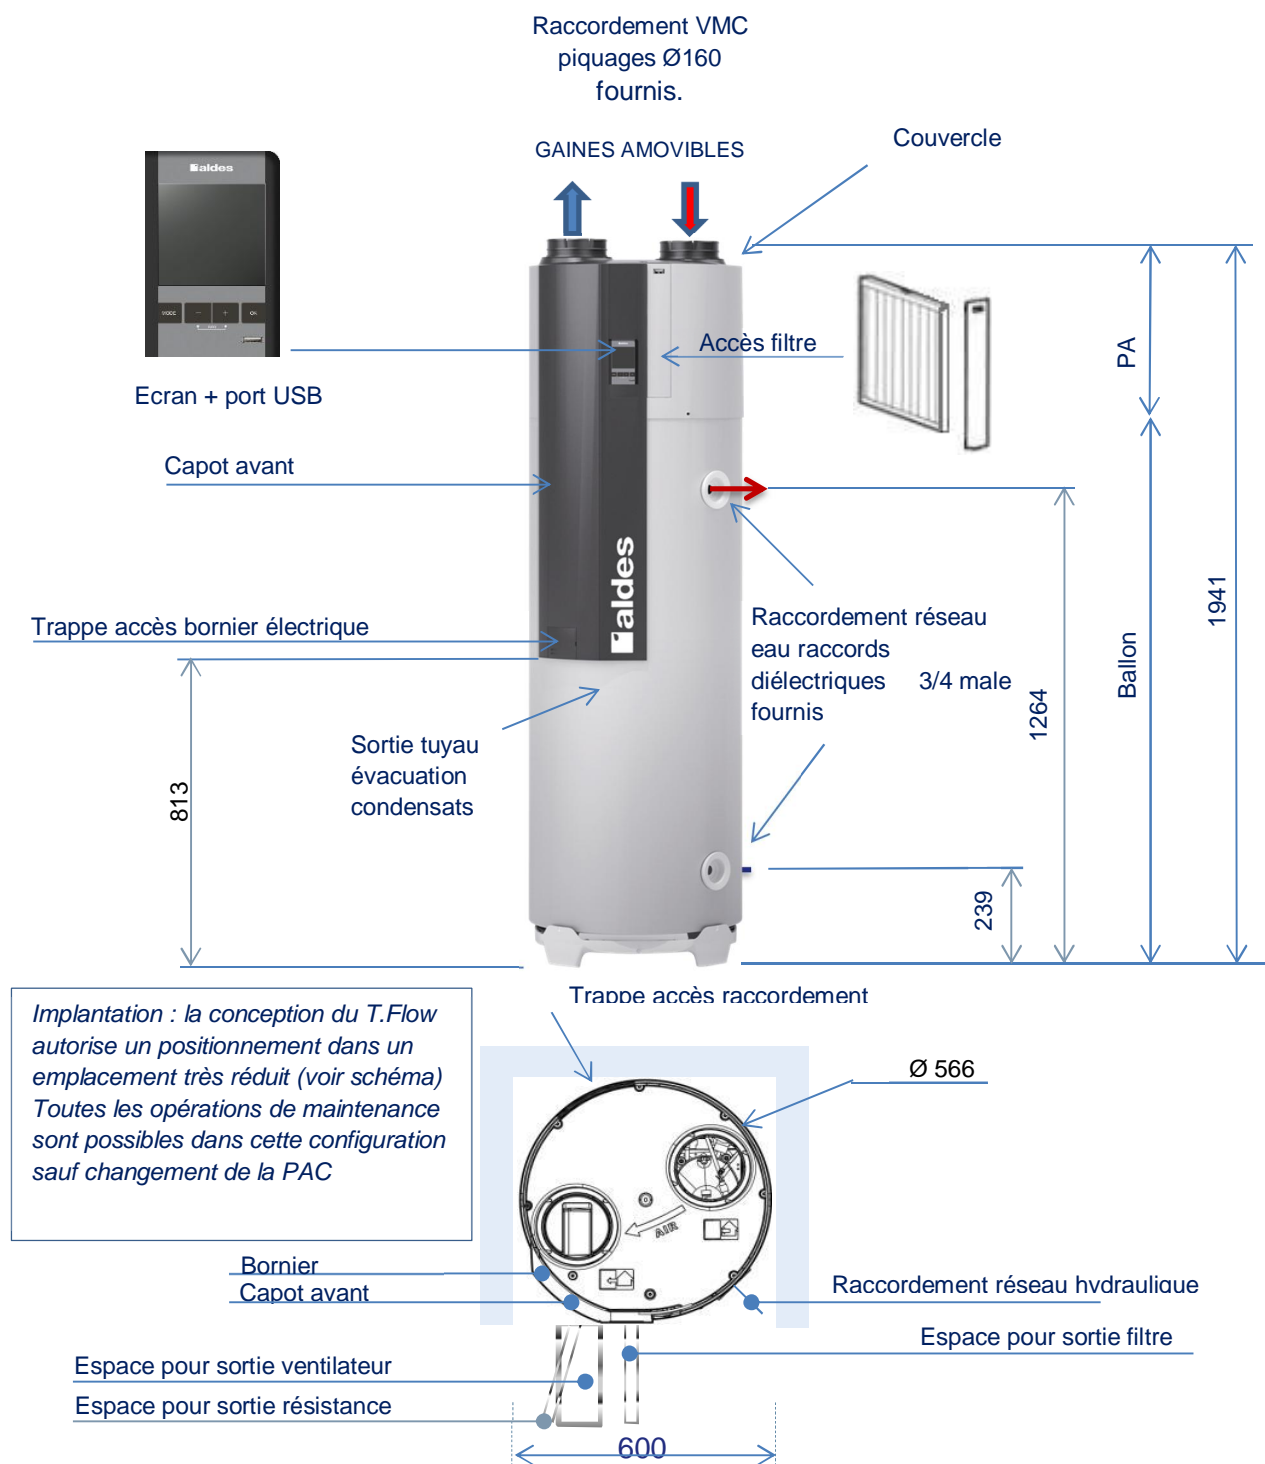 Raccordement VMC
piquages Ø160
fournis.
GAINES AMOVIBLES
Couvercle
aldes
MODE
- + OK
Ecran + port USB
Accès filtre
PA
Capot avant
aldes
Trappe accès bornier électrique
Raccordement réseau
eau raccords
diélectriques 3/4 male
fournis
Sortie tuyau
évacuation
condensats
813
239
1264
Ballon
1941
Trappe accès raccordement
Implantation : la conception du T.Flow
autorise un positionnement dans un
emplacement très réduit (voir schéma)
Toutes les opérations de maintenance
sont possibles dans cette configuration
sauf changement de la PAC
Ø 566
AIR
Bornier
Capot avant
Raccordement réseau hydraulique
Espace pour sortie filtre
Espace pour sortie ventilateur
Espace pour sortie résistance
600